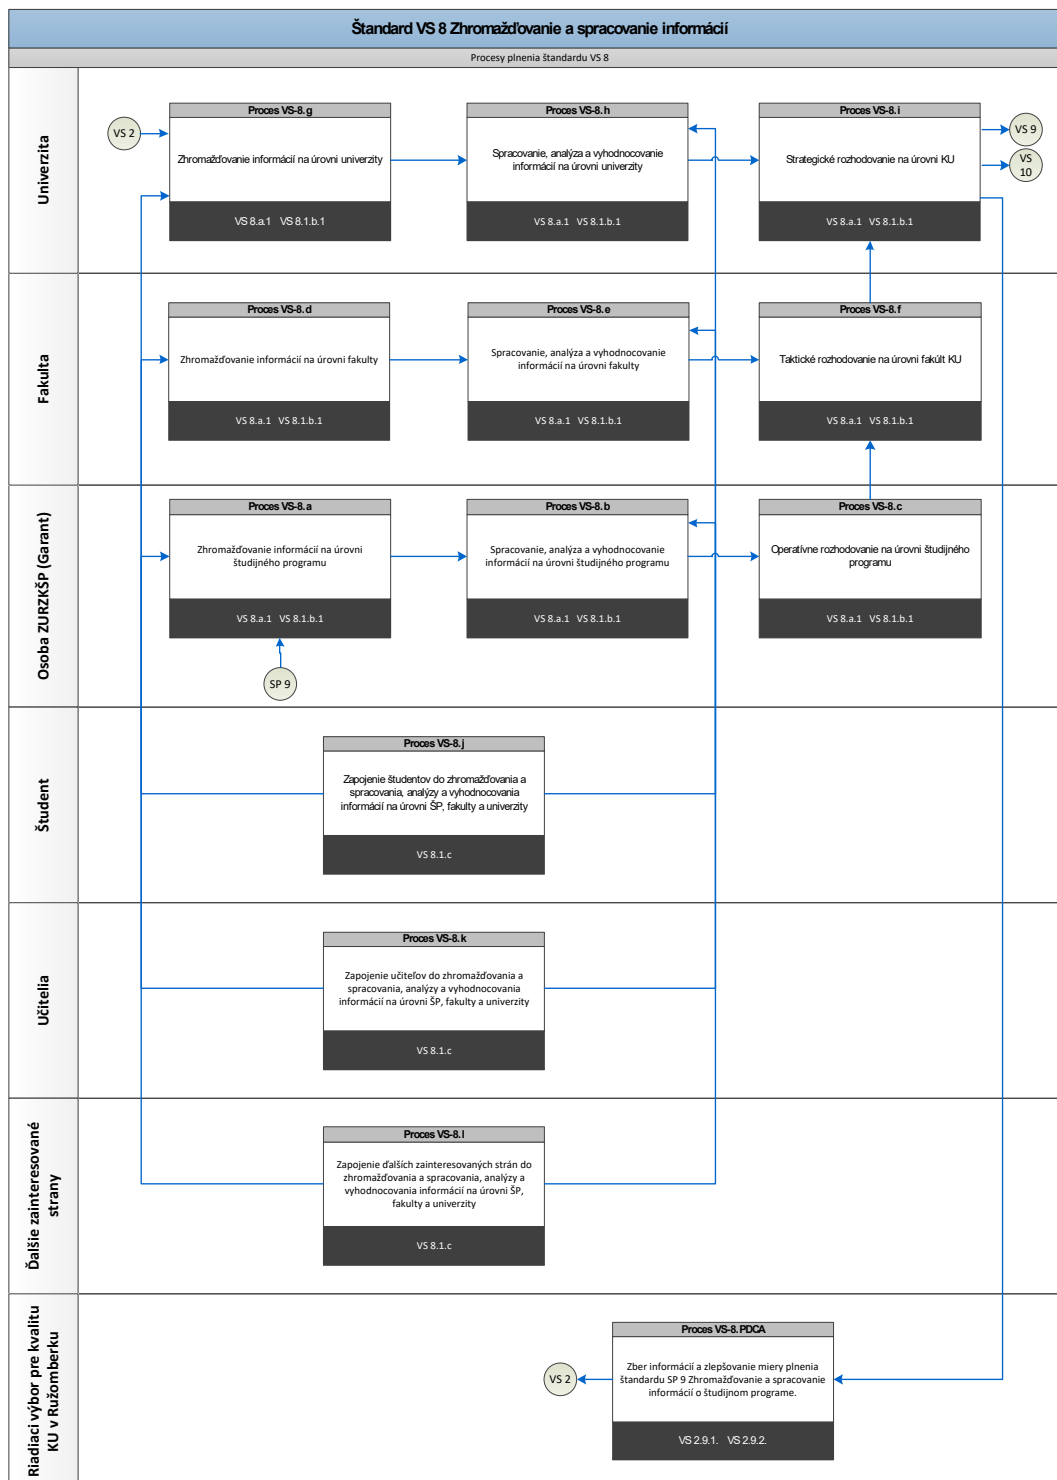 Štandard VS 8 Zhromažďovanie a spracovanie informácií
Procesy plnenia štandardu VS 8
Univerzita
VS 2
Proces VS-8. g
Zhromažďovanie informácií na úrovni univerzity
VS 8.a.1 VS 8.1.b.1
Proces VS-8. h
Spracovanie, analýza a vyhodnocovanie
informácií na úrovni univerzity
VS 8.a.1 VS 8.1.b.1
Proces VS-8. i
Strategické rozhodovanie na úrovni KU
VS 8.a.1 VS 8.1.b.1
VS 9
VS
10
Fakulta
Proces VS-8. d
Zhromažďovanie informácií na úrovni fakulty
VS 8.a.1 VS 8.1.b.1
Proces VS-8. e
Spracovanie, analýza a vyhodnocovanie
informácií na úrovni fakulty
VS 8.a.1 VS 8.1.b.1
Proces VS-8. f
Taktické rozhodovanie na úrovni fakúlt KU
VS 8.a.1 VS 8.1.b.1
Osoba ZURZKŠP (Garant)
Proces VS-8. a
Zhromažďovanie informácií na úrovni
študijného programu
VS 8.a.1 VS 8.1.b.1
SP 9
Proces VS-8. b
Spracovanie, analýza a vyhodnocovanie
informácií na úrovni študijného programu
VS 8.a.1 VS 8.1.b.1
Proces VS-8. c
Operatívne rozhodovanie na úrovni študijného
programu
VS 8.a.1 VS 8.1.b.1
Študent
Proces VS-8. j
Zapojenie študentov do zhromažďovania a
spracovania, analýzy a vyhodnocovania
informácií na úrovni ŠP, fakulty a univerzity
VS 8.1.c
Učitelia
Proces VS-8. k
Zapojenie učiteľov do zhromažďovania a
spracovania, analýzy a vyhodnocovania
informácií na úrovni ŠP, fakulty a univerzity
VS 8.1.c
Ďalšie zainteresované
strany
Proces VS-8. l
Zapojenie ďalších zainteresovaných strán do
zhromažďovania a spracovania, analýzy a
vyhodnocovania informácií na úrovni ŠP,
fakulty a univerzity
VS 8.1.c
Riadiaci výbor pre kvalitu
KU v Ružomberku
VS 2
Proces VS-8. PDCA
Zber informácií a zlepšovanie miery plnenia
štandardu SP 9 Zhromažďovanie a spracovanie
informácií o študijnom programe.
VS 2.9.1. VS 2.9.2.